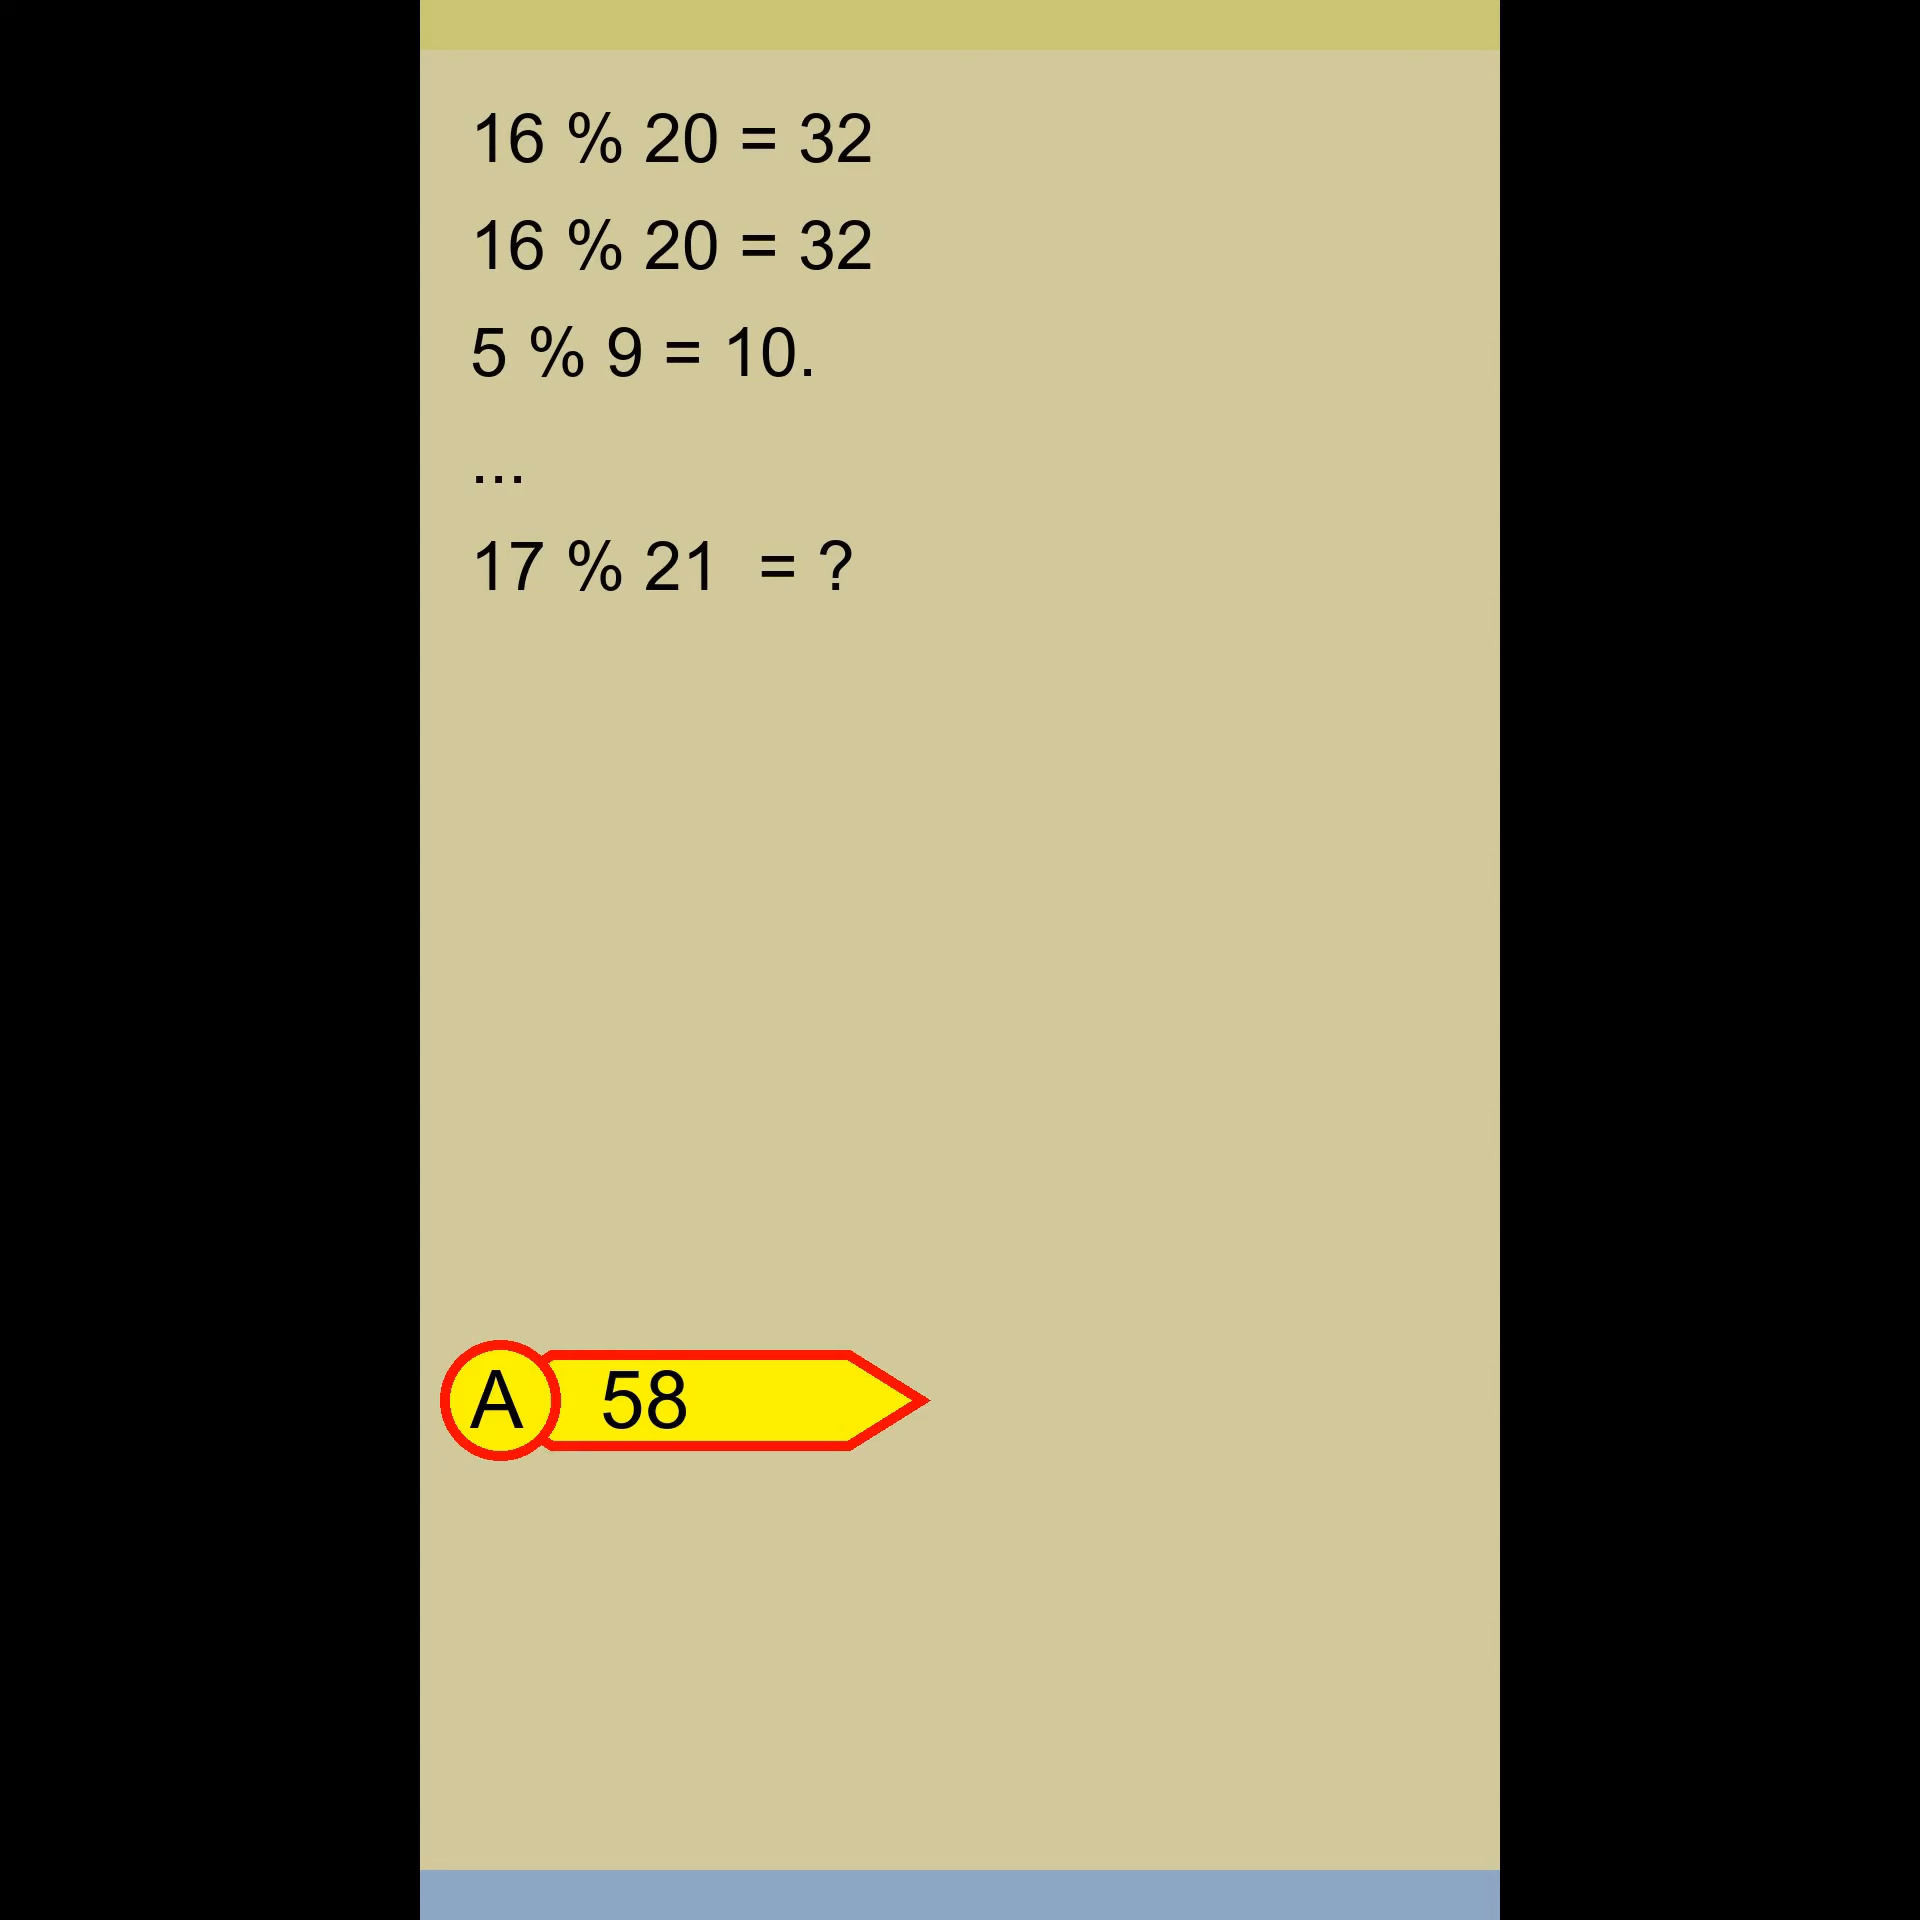 16 % 20 = 32
16 % 20 = 32
5 % 9 = 10.
...
17 % 21  = ?
A 58